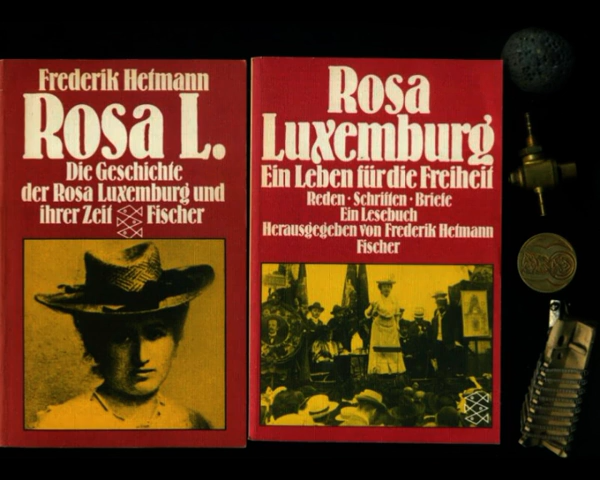 Frederik Hetmann
Rosa L.
Die Geschichte
der Rosa Luxemburg und
ihrer Zeit Fischer
Rosa
Luxemburg
Ein Leben für die Freiheit
Reden · Schriften · Briefe
Ein Lesebuch
Herausgegeben von Frederik Hetmann
Fischer